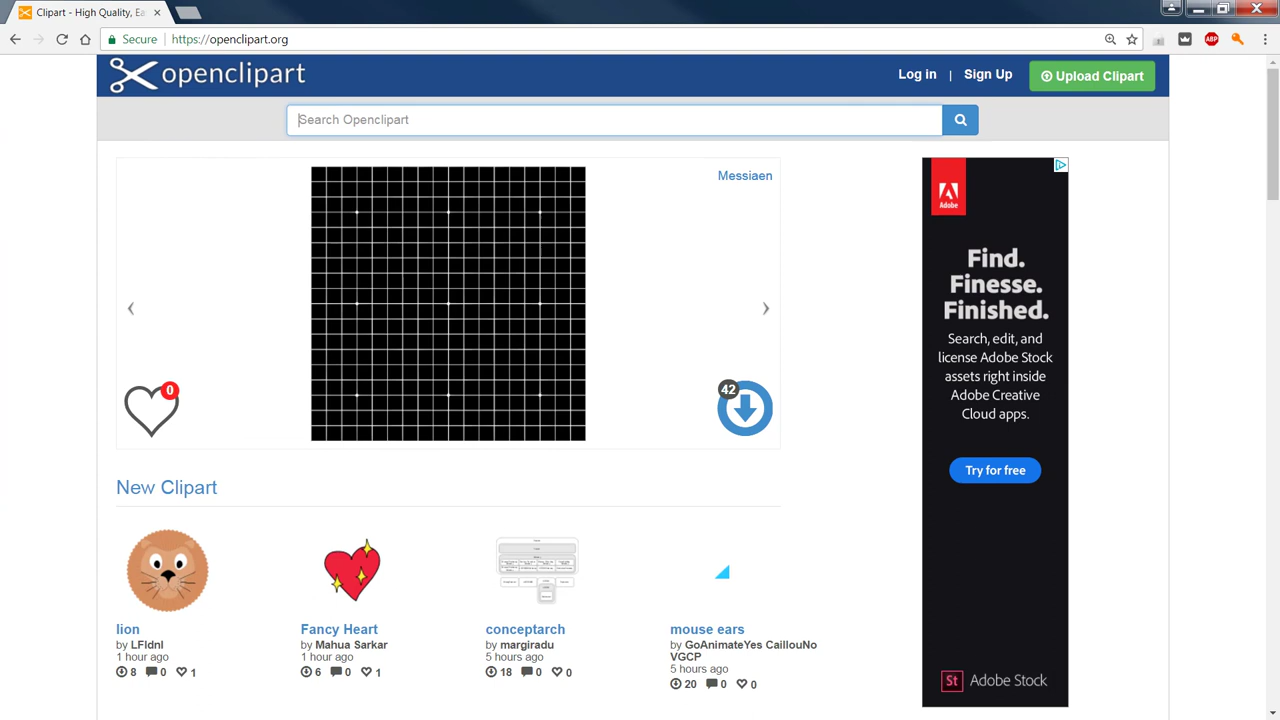 Clipart - High Quality, Ea
Secure
https://openclipart.org
openclipart
Log in | Sign Up
Upload Clipart
Search Openclipart
Messiaen
0
42
New Clipart
lion
by LFIdnl
1 hour ago
8 0 1
Fancy Heart
by Mahua Sarkar
1 hour ago
6 0 1
conceptarch
by margiradu
5 hours ago
18 0 0
mouse ears
by GoAnimateYes CaillouNo
VGCP
5 hours ago
20 0 0
Adobe
Find.
Finesse.
Finished.
Search, edit, and
license Adobe Stock
assets right inside
Adobe Creative
Cloud apps.
Try for free
St Adobe Stock
ABP